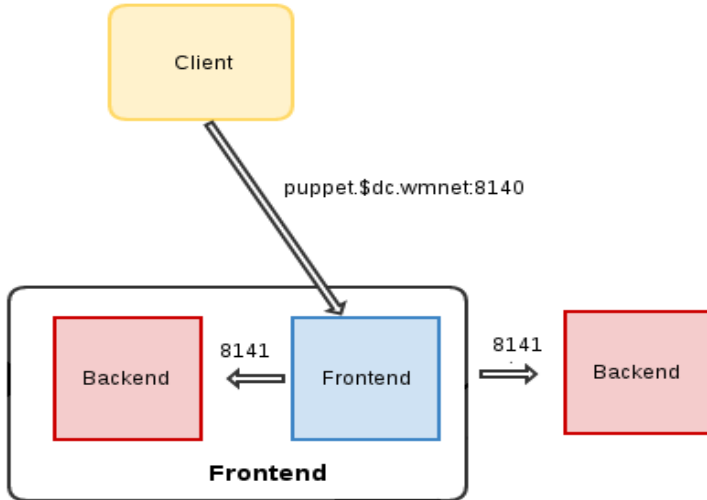 Client
puppet.$dc.wmnet:8140
8141
8141
Backend
Frontend
Backend
Frontend